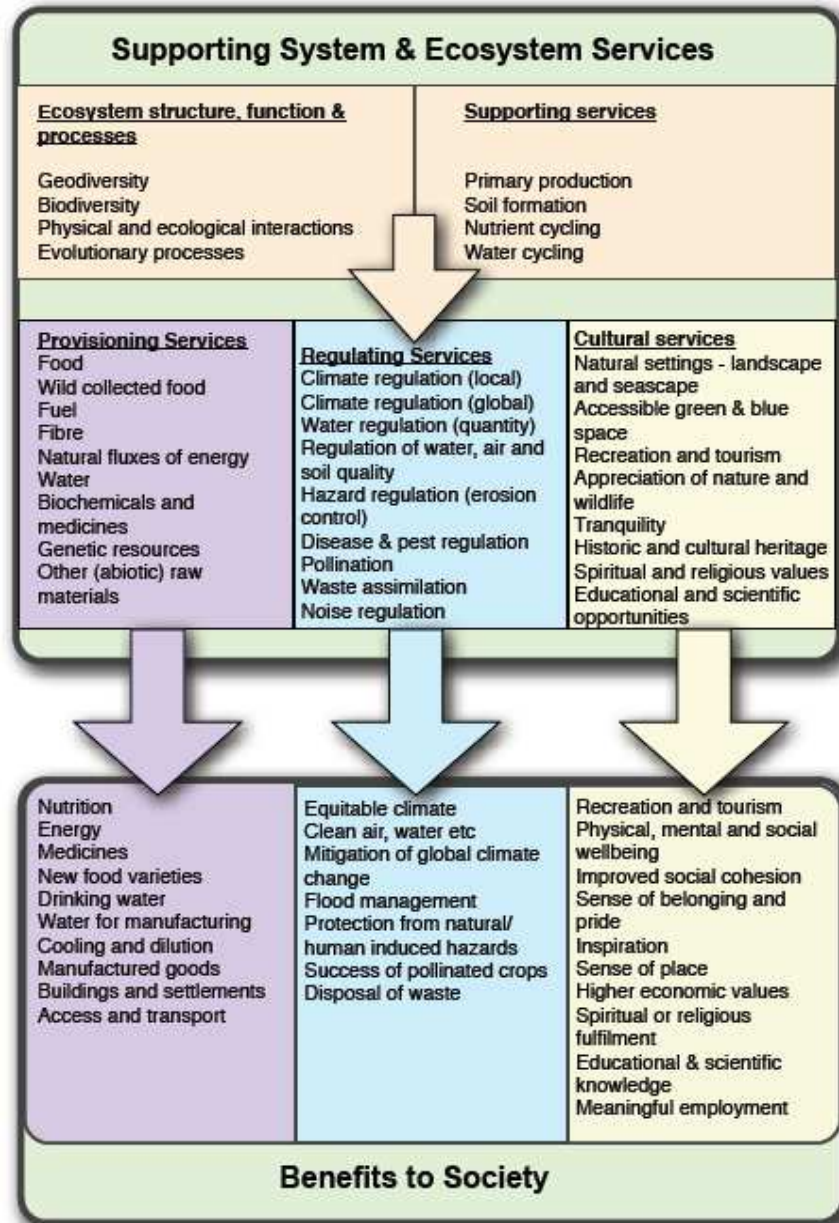 Supporting System & Ecosystem Services
Ecosystem structure, function &
processes
Geodiversity
Biodiversity
Physical and ecological interactions
Evolutionary processes
Supporting services
Primary production
Soil formation
Nutrient cycling
Water cycling
Provisioning Services
Food
Wild collected food
Fuel
Fibre
Natural fluxes of energy
Water
Biochemicals and
medicines
Genetic resources
Other (abiotic) raw
materials
Regulating Services
Climate regulation (local)
Climate regulation (global)
Water regulation (quantity)
Regulation of water, air and
soil quality
Hazard regulation (erosion
control)
Disease & pest regulation
Pollination
Waste assimilation
Noise regulation
Cultural services
Natural settings - landscape
and seascape
Accessible green & blue
space
Recreation and tourism
Appreciation of nature and
wildlife
Tranquility
Historic and cultural heritage
Spiritual and religious values
Educational and scientific
opportunities
Nutrition
Energy
Medicines
New food varieties
Drinking water
Water for manufacturing
Cooling and dilution
Manufactured goods
Buildings and settlements
Access and transport
Equitable climate
Clean air, water etc
Mitigation of global climate
change
Flood management
Protection from natural/
human induced hazards
Success of pollinated crops
Disposal of waste
Recreation and tourism
Physical, mental and social
wellbeing
Improved social cohesion
Sense of belonging and
pride
Inspiration
Sense of place
Higher economic values
Spiritual or religious
fulfilment
Educational & scientific
knowledge
Meaningful employment
Benefits to Society